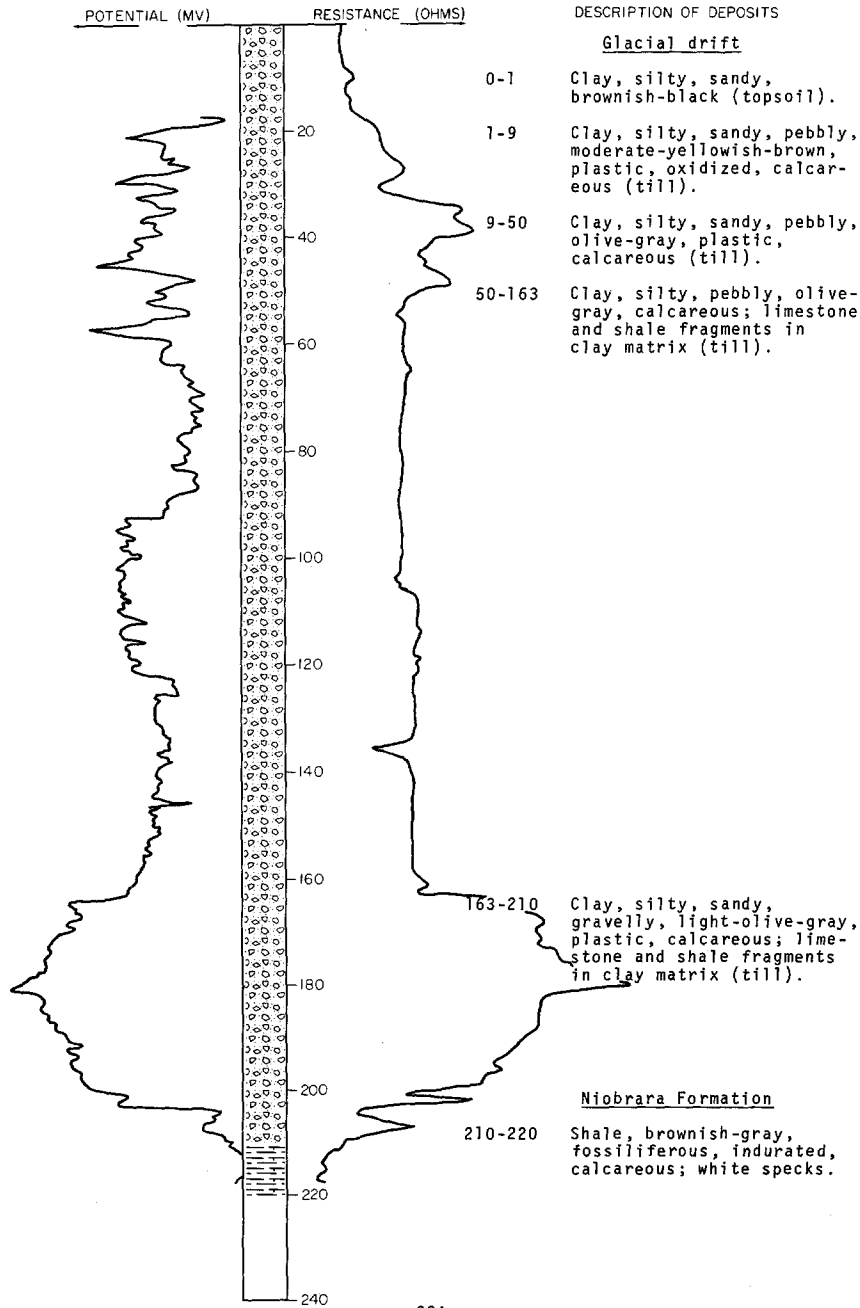 POTENTIAL (MV) RESISTANCE (OHMS) DESCRIPTION OF DEPOSITS
Glacial drift
0-1 Clay, silty, sandy,
brownish-black (topsoil).
1-9 Clay, silty, sandy, pebbly,
moderate-yellowish-brown,
plastic, oxidized, calcar-
eous (till).
9-50 Clay, silty, sandy, pebbly,
olive-gray, plastic,
calcareous (till).
50-163 Clay, silty, pebbly, olive-
gray, calcareous; limestone
and shale fragments in
clay matrix (till).
163-210 Clay, silty, sandy,
gravelly, light-olive-gray,
plastic, calcareous; lime-
stone and shale fragments
in clay matrix (till).
Niobrara Formation
210-220 Shale, brownish-gray,
fossiliferous, indurated,
calcareous; white specks.
20
40
60
80
100
120
140
160
180
200
220
240